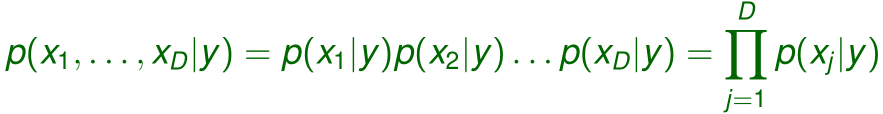 p(x₁, . . . , x_D|y) = p(x₁|y)p(x₂|y) . . . p(x_D|y) = ∏_{j=1}^{D} p(x_j|y)